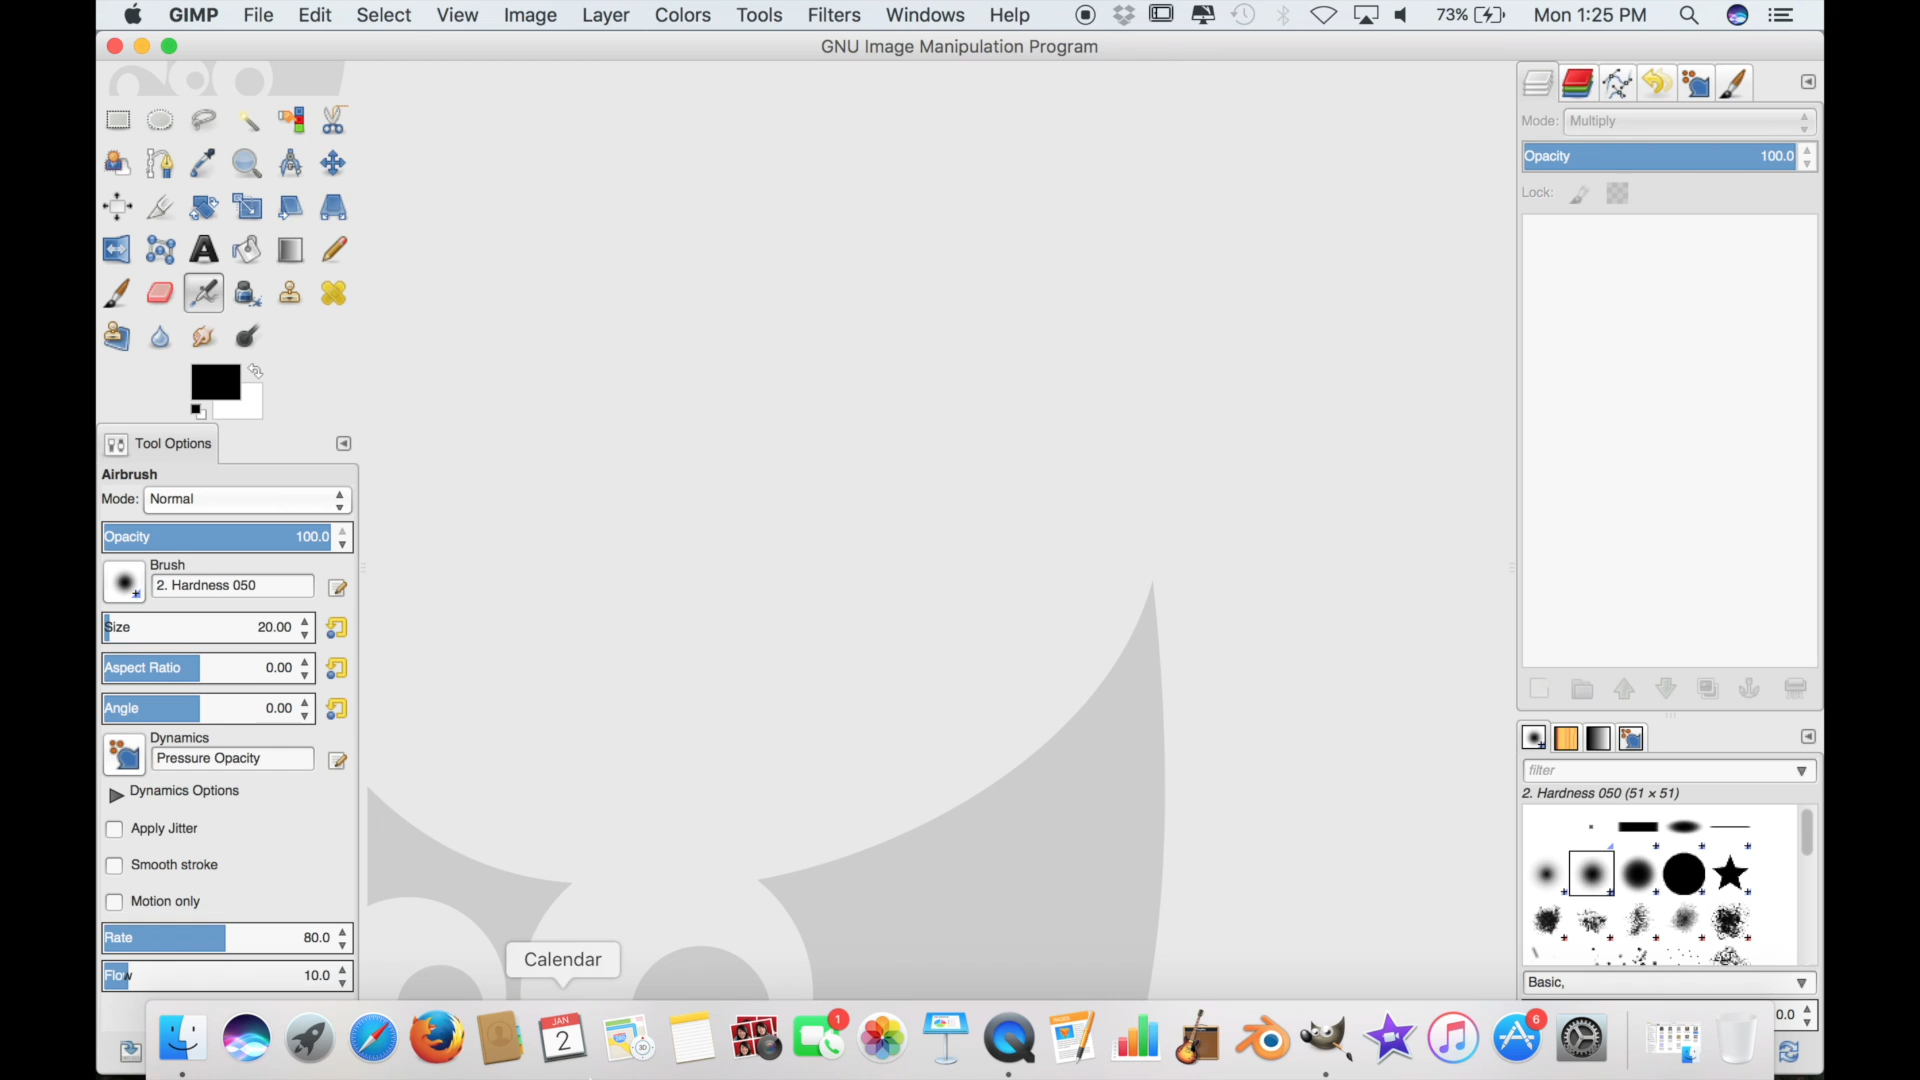 GIMP File Edit Select View Image Layer Colors Tools Filters Windows Help 73% Mon 1:25 PM
GNU Image Manipulation Program
Mode: Multiply
Opacity 100.0
Lock:
Tool Options
Airbrush
Mode: Normal
Opacity 100.0
Brush
2. Hardness 050
Size 20.00
Aspect Ratio 0.00
Angle 0.00
Dynamics
Pressure Opacity
Dynamics Options
Apply Jitter
Smooth stroke
Motion only
Rate 80.0
Flow 10.0
filter
2. Hardness 050 (51 × 51)
Basic,
0.0
Calendar
JAN
2
3D
1
PAGES
6